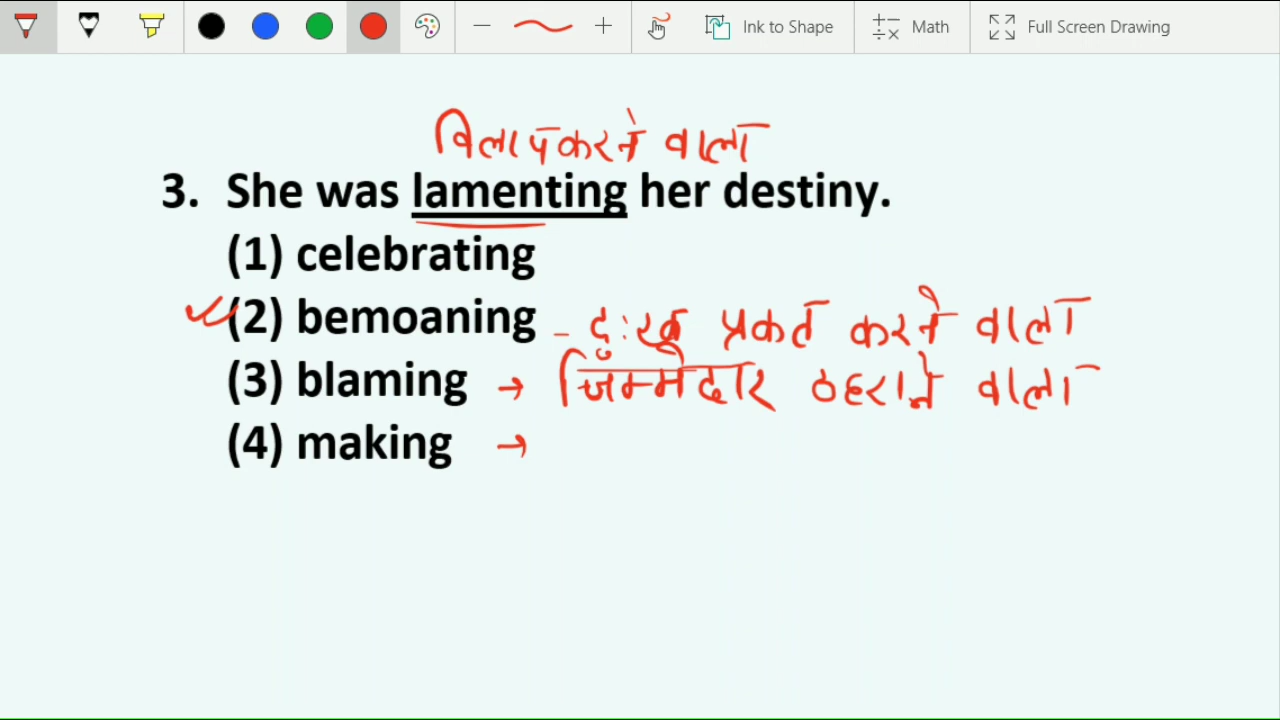 Ink to Shape Math Full Screen Drawing
विलाप करने वाला
3. She was lamenting her destiny.
(1) celebrating
(2) bemoaning - दुःख प्रकट करने वाला
(3) blaming → जिम्मेदार ठहराने वाला
(4) making →